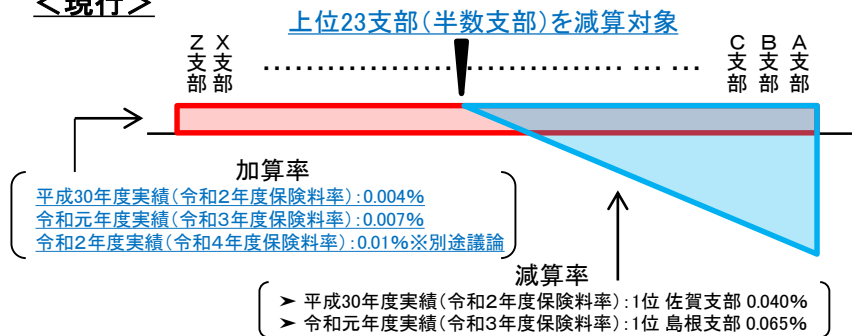 ＜現行＞
上位23支部（半数支部）を減算対象
Z支部
X支部
………………………………… … …
C支部
B支部
A支部
加算率
平成30年度実績（令和２年度保険料率）：0.004%
令和元年度実績（令和３年度保険料率）：0.007%
令和２年度実績（令和４年度保険料率）：0.01%※別途議論
減算率
➤ 平成30年度実績（令和２年度保険料率）：1位 佐賀支部 0.040%
➤ 令和元年度実績（令和３年度保険料率）：1位 島根支部 0.065%